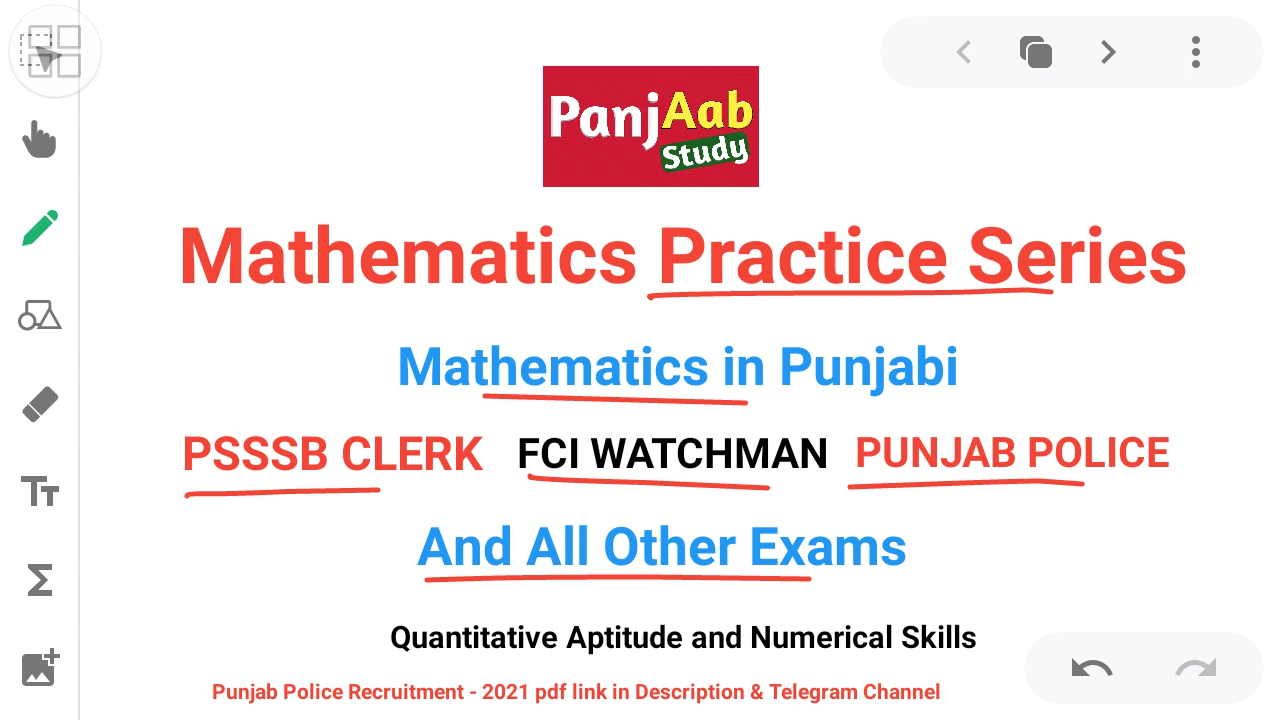 PanjAab
Study
Mathematics Practice Series
Mathematics in Punjabi
PSSSB CLERK FCI WATCHMAN PUNJAB POLICE
And All Other Exams
Quantitative Aptitude and Numerical Skills
Punjab Police Recruitment - 2021 pdf link in Description & Telegram Channel